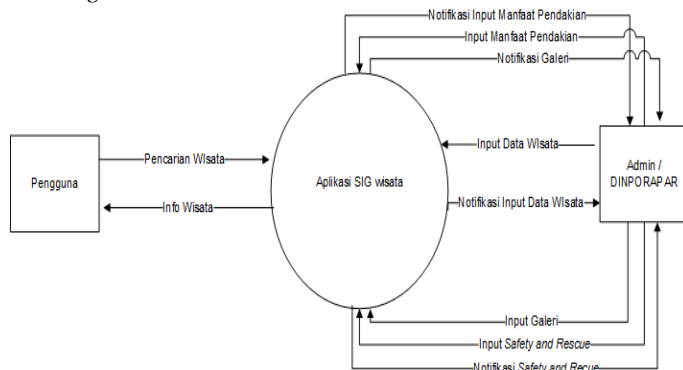 Notifikasi Input Manfaat Pendakian
Input Manfaat Pendakian
Notifikasi Galeri
Pengguna
Pencarian WIsata
Info Wisata
Aplikasi SIG wisata
Input Data WIsata
Notifikasi Input Data WIsata
Admin /
DINPORAPAR
Input Galeri
Input Safety and Rescue
Notifikasi Safety and Recue